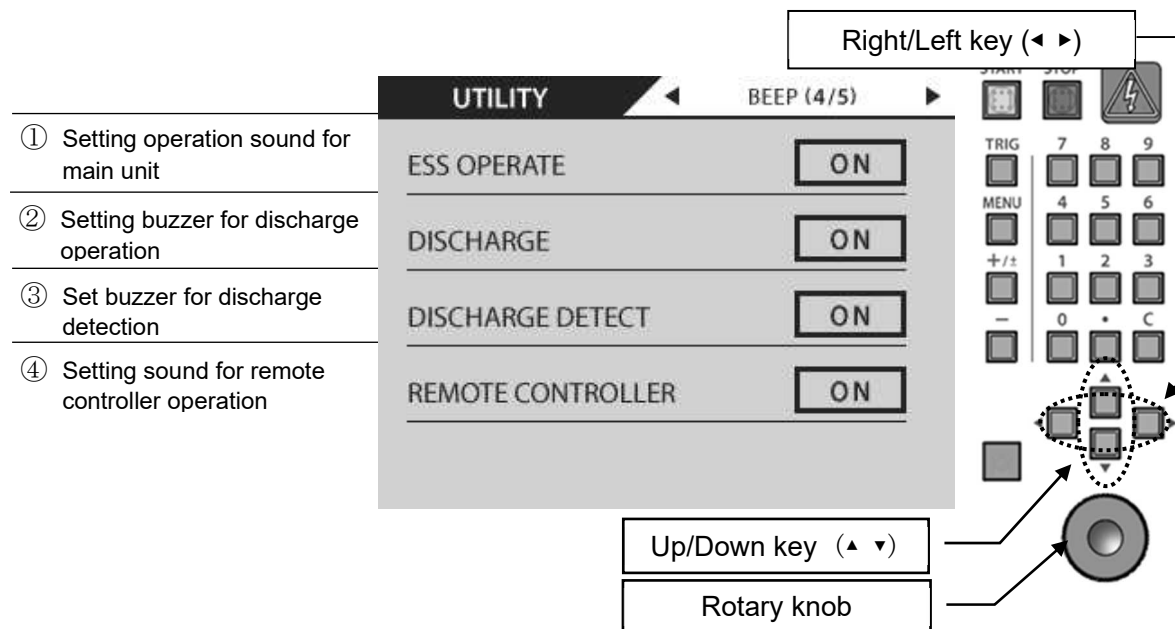 Right/Left key (◂ ▸)
START STOP
UTILITY ◀ BEEP (4/5) ▶
① Setting operation sound for
main unit
② Setting buzzer for discharge
operation
③ Set buzzer for discharge
detection
④ Setting sound for remote
controller operation
ESS OPERATE ON
DISCHARGE ON
DISCHARGE DETECT ON
REMOTE CONTROLLER ON
TRIG 7 8 9
MENU 4 5 6
+/± 1 2 3
− 0 • C
Up/Down key (▴ ▾)
Rotary knob